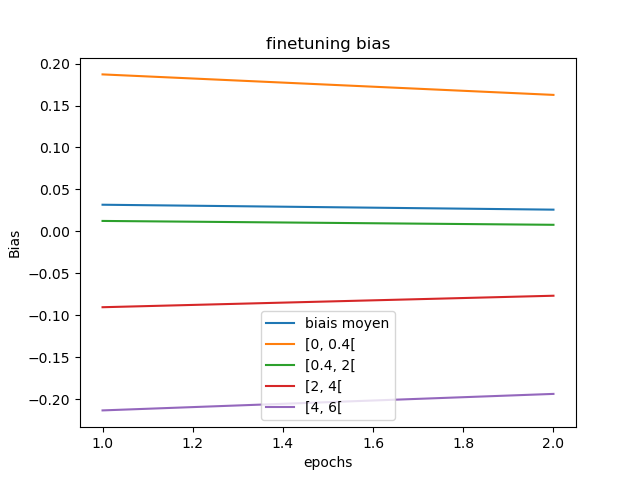 finetuning bias
0.20
0.15
0.10
0.05
0.00
−0.05
−0.10
−0.15
−0.20
Bias
biais moyen
[0, 0.4[
[0.4, 2[
[2, 4[
[4, 6[
1.0 1.2 1.4 1.6 1.8 2.0
epochs